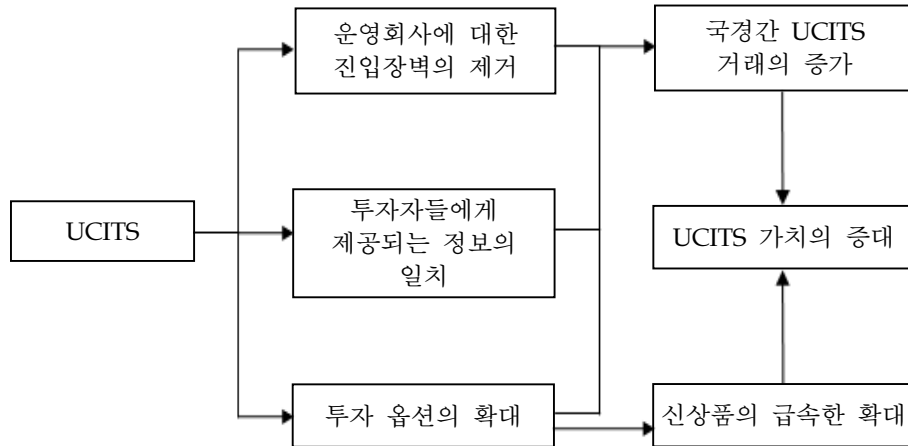 운영회사에 대한
진입장벽의 제거
국경간 UCITS
거래의 증가
UCITS
투자자들에게
제공되는 정보의
일치
UCITS 가치의 증대
투자 옵션의 확대
신상품의 급속한 확대